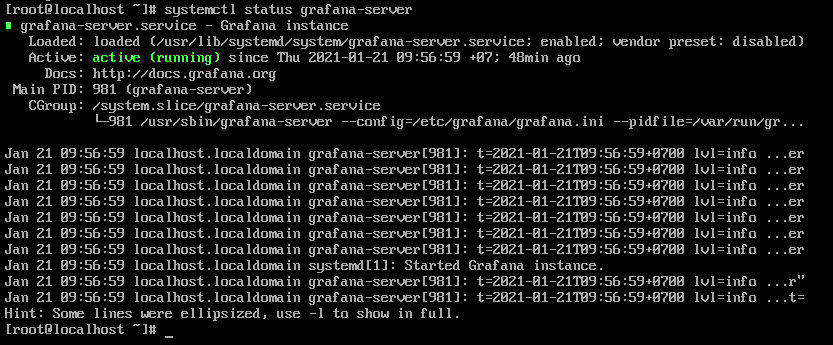 [root@localhost ~]# systemctl status grafana-server
grafana-server.service - Grafana instance
Loaded: loaded (/usr/lib/systemd/system/grafana-server.service; enabled; vendor preset: disabled)
Active: active (running) since Thu 2021-01-21 09:56:59 +07; 48min ago
Docs: http://docs.grafana.org
Main PID: 981 (grafana-server)
CGroup: /system.slice/grafana-server.service
└─981 /usr/sbin/grafana-server --config=/etc/grafana/grafana.ini --pidfile=/var/run/gr...
Jan 21 09:56:59 localhost.localdomain grafana-server[981]: t=2021-01-21T09:56:59+0700 lvl=info ...er
Jan 21 09:56:59 localhost.localdomain grafana-server[981]: t=2021-01-21T09:56:59+0700 lvl=info ...er
Jan 21 09:56:59 localhost.localdomain grafana-server[981]: t=2021-01-21T09:56:59+0700 lvl=info ...er
Jan 21 09:56:59 localhost.localdomain grafana-server[981]: t=2021-01-21T09:56:59+0700 lvl=info ...er
Jan 21 09:56:59 localhost.localdomain grafana-server[981]: t=2021-01-21T09:56:59+0700 lvl=info ...er
Jan 21 09:56:59 localhost.localdomain grafana-server[981]: t=2021-01-21T09:56:59+0700 lvl=info ...er
Jan 21 09:56:59 localhost.localdomain grafana-server[981]: t=2021-01-21T09:56:59+0700 lvl=info ...er
Jan 21 09:56:59 localhost.localdomain systemd[1]: Started Grafana instance.
Jan 21 09:56:59 localhost.localdomain grafana-server[981]: t=2021-01-21T09:56:59+0700 lvl=info ...r"
Jan 21 09:56:59 localhost.localdomain grafana-server[981]: t=2021-01-21T09:56:59+0700 lvl=info ...t=
Hint: Some lines were ellipsized, use -l to show in full.
[root@localhost ~]# _